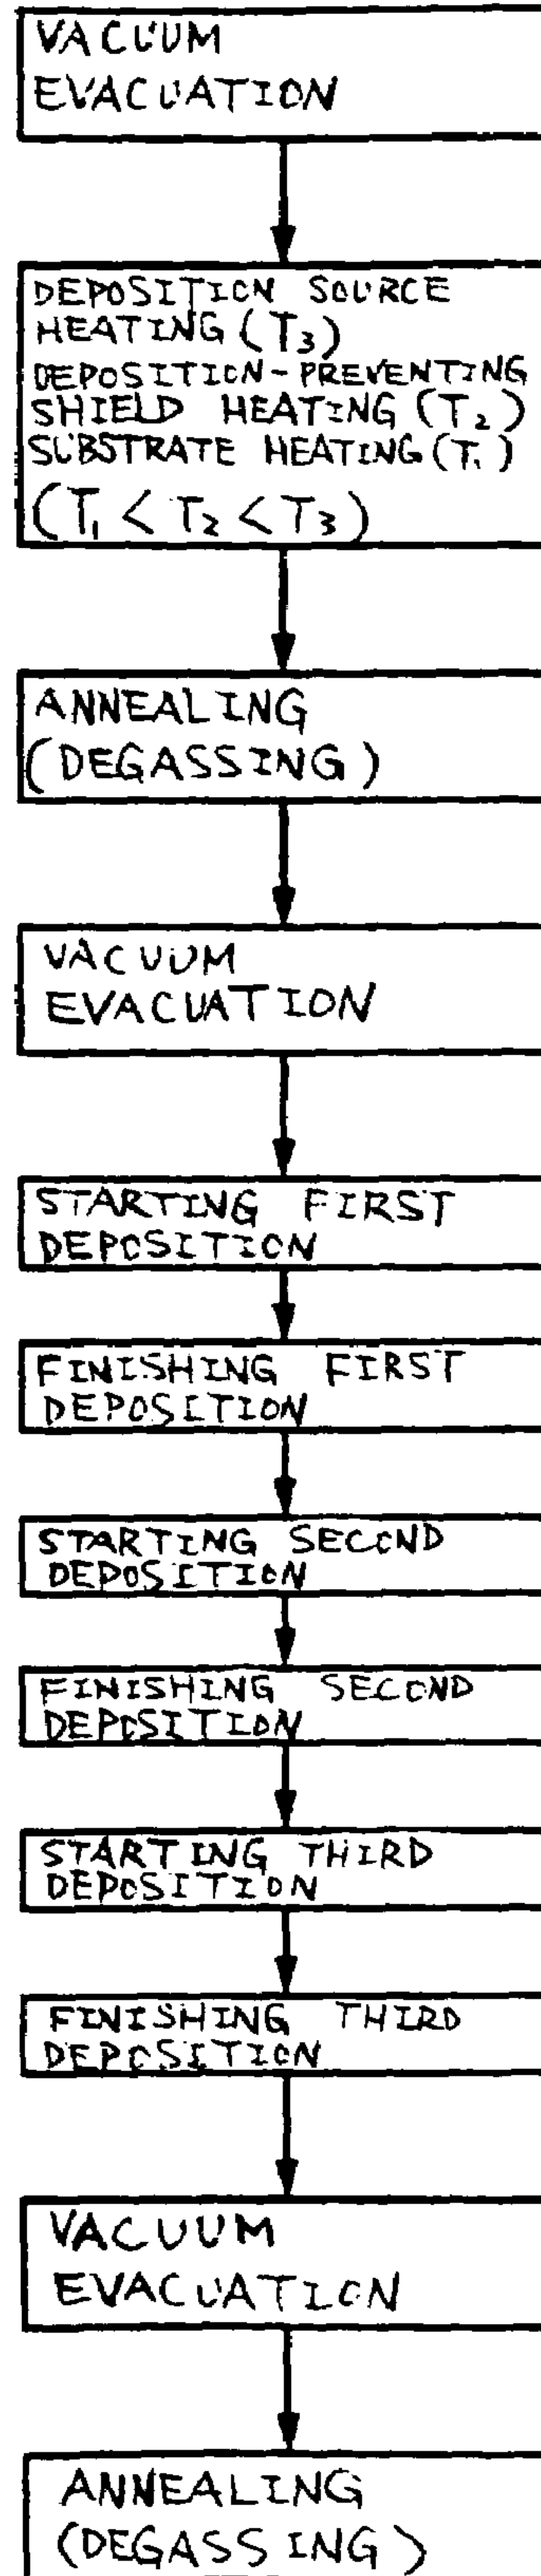 VACUUM
EVACUATION
DEPOSITION SOURCE
HEATING (T₃)
DEPOSITION-PREVENTING
SHIELD HEATING (T₂)
SUBSTRATE HEATING (T₁)
(T₁ < T₂ < T₃)
ANNEALING
(DEGASSING)
VACUUM
EVACUATION
STARTING FIRST
DEPOSITION
FINISHING FIRST
DEPOSITION
STARTING SECOND
DEPOSITION
FINISHING SECOND
DEPOSITION
STARTING THIRD
DEPOSITION
FINISHING THIRD
DEPOSITION
VACUUM
EVACUATION
ANNEALING
(DEGASSING)